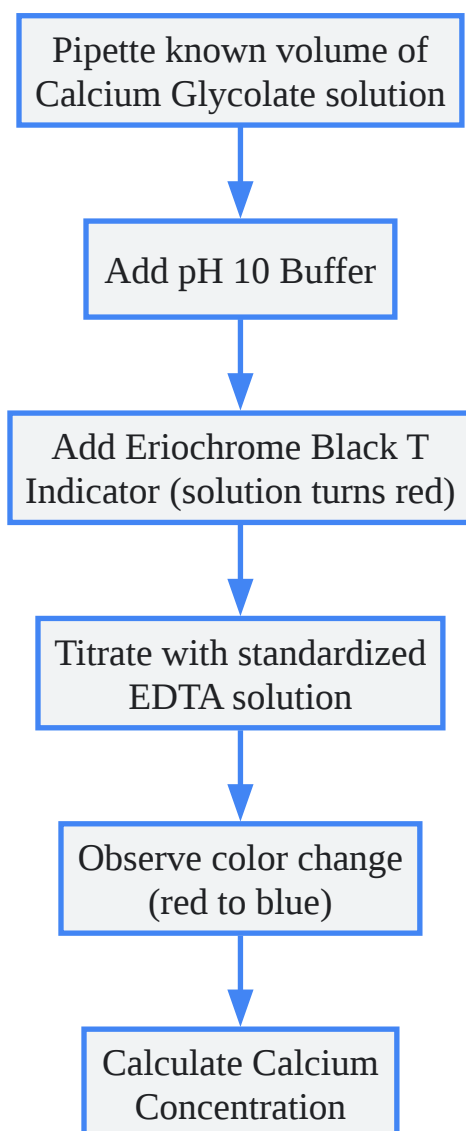 Pipette known volume of
Calcium Glycolate solution
Add pH 10 Buffer
Add Eriochrome Black T
Indicator (solution turns red)
Titrate with standardized
EDTA solution
Observe color change
(red to blue)
Calculate Calcium
Concentration